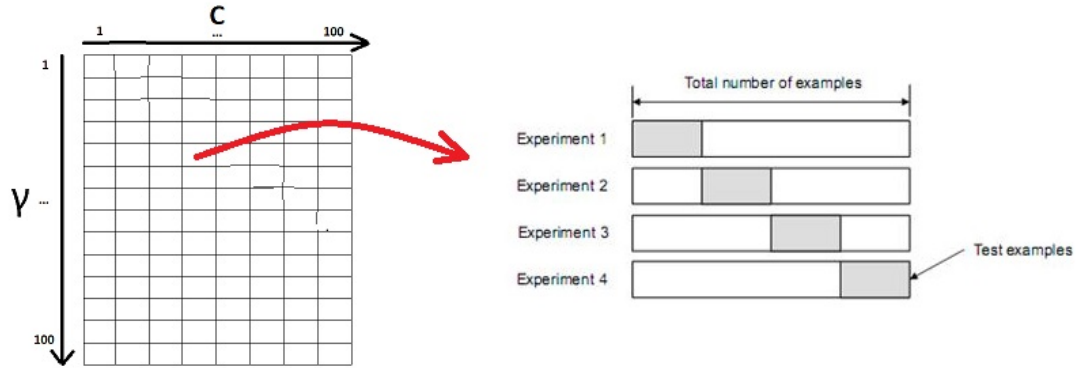 C
1 ... 100
1
γ ...
100
Total number of examples
Experiment 1
Experiment 2
Experiment 3
Experiment 4
Test examples